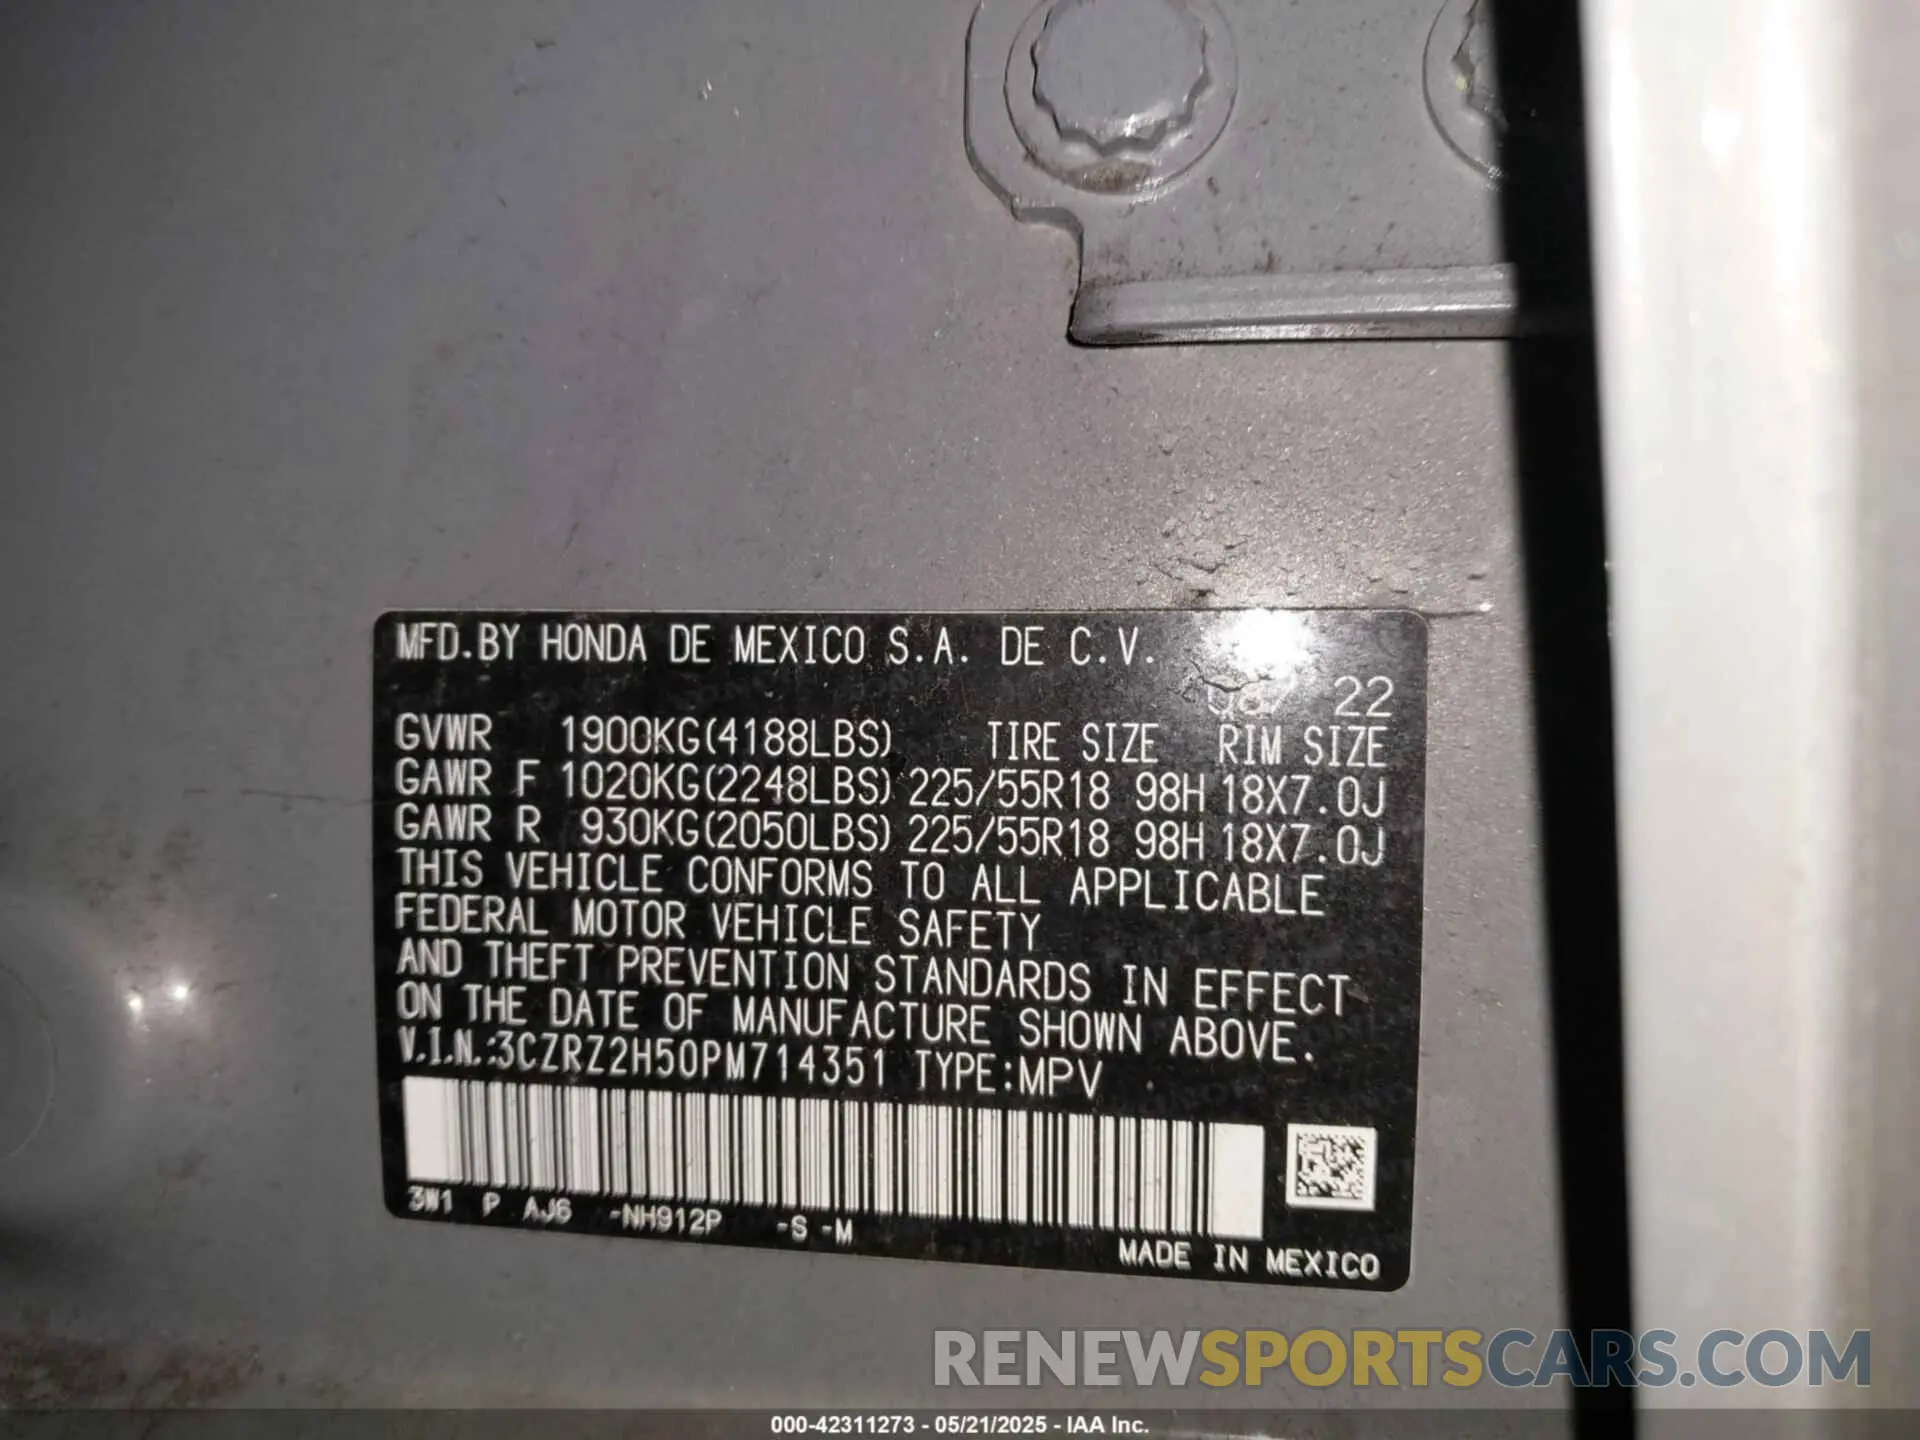 MFD.BY HONDA DE MEXICO S.A. DE C.V.
22
GVWR 1900KG(4188LBS) TIRE SIZE RIM SIZE
GAWR F 1020KG(2248LBS) 225/55R18 98H 18X7.0J
GAWR R 930KG(2050LBS) 225/55R18 98H 18X7.0J
THIS VEHICLE CONFORMS TO ALL APPLICABLE
FEDERAL MOTOR VEHICLE SAFETY
AND THEFT PREVENTION STANDARDS IN EFFECT
ON THE DATE OF MANUFACTURE SHOWN ABOVE.
V.I.N.:3CZRZ2H50PM714351 TYPE:MPV
3W1 P AJ6 -NH912P -S -M
MADE IN MEXICO
RENEWSPORTSCARS.COM
000-42311273 - 05/21/2025 - IAA Inc.